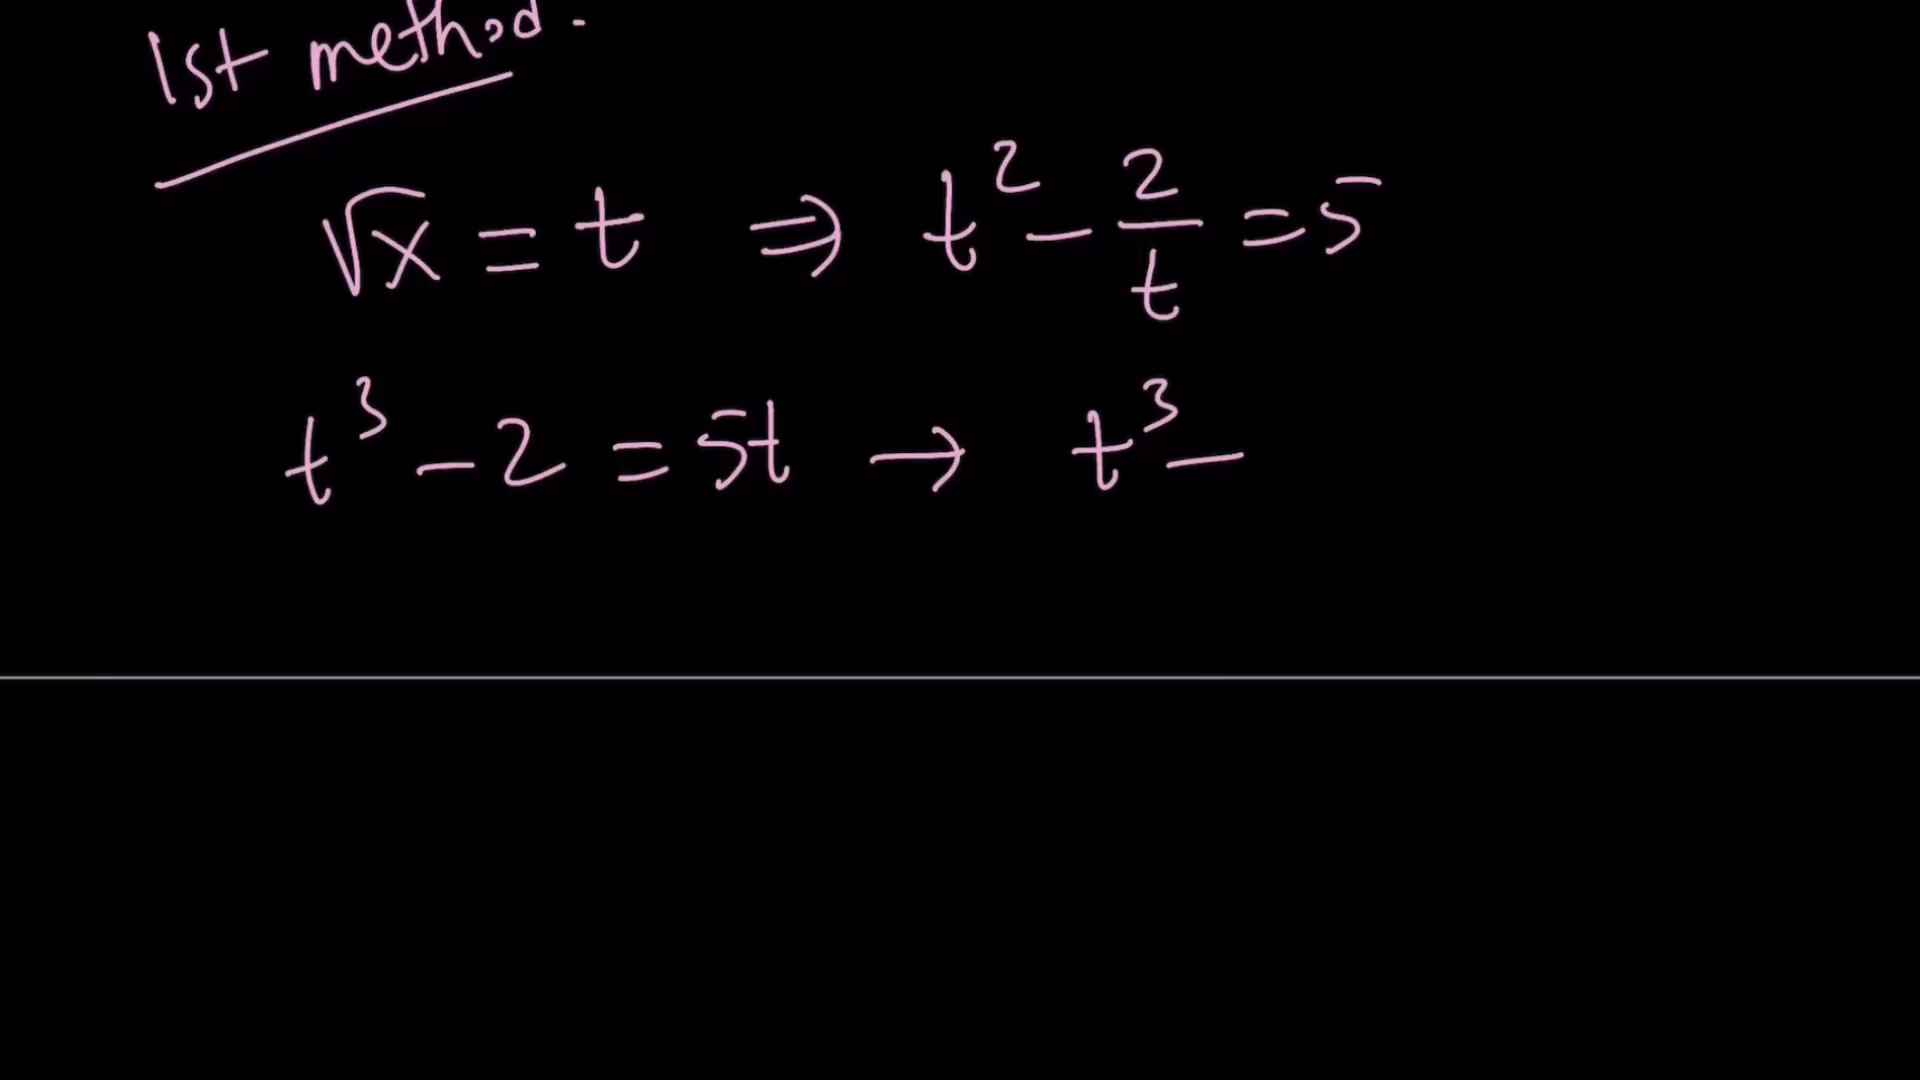 1st method.
√x = t ⇒ t² - 2/t = 5
t³ - 2 = 5t → t³ -